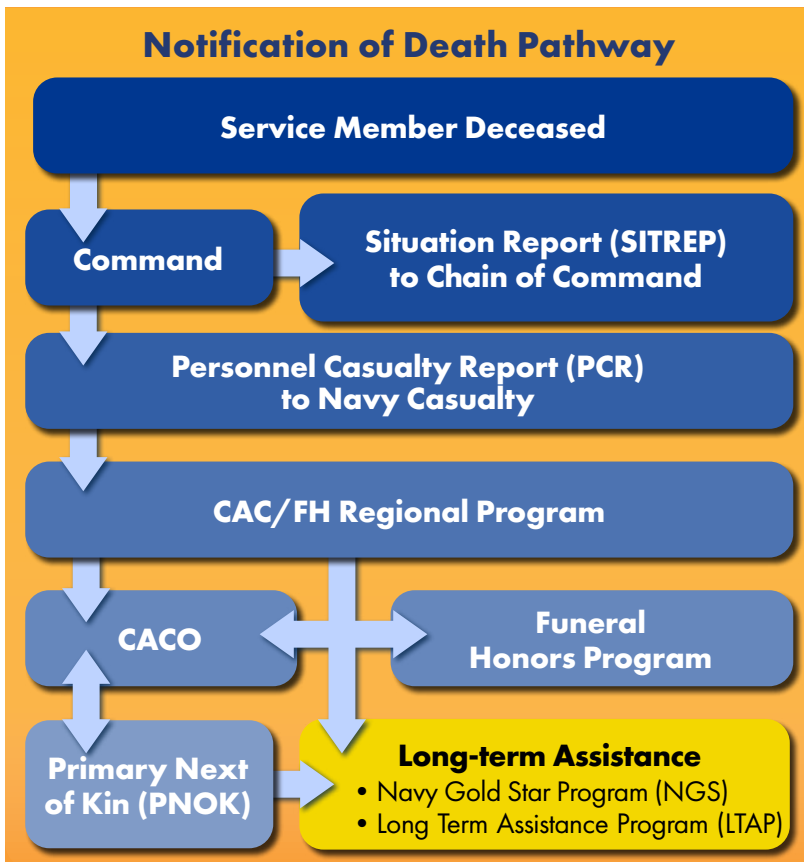 Notification of Death Pathway
Service Member Deceased
Command
Situation Report (SITREP)
to Chain of Command
Personnel Casualty Report (PCR)
to Navy Casualty
CAC/FH Regional Program
CACO
Funeral
Honors Program
Primary Next
of Kin (PNOK)
Long-term Assistance
• Navy Gold Star Program (NGS)
• Long Term Assistance Program (LTAP)